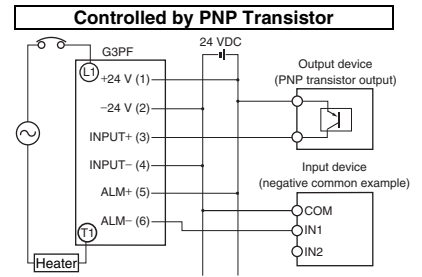 Controlled by PNP Transistor
24 VDC
G3PF
L1
+24 V (1)
−24 V (2)
INPUT+ (3)
INPUT− (4)
ALM+ (5)
ALM− (6)
T1
Heater
Output device
(PNP transistor output)
Input device
(negative common example)
COM
IN1
IN2